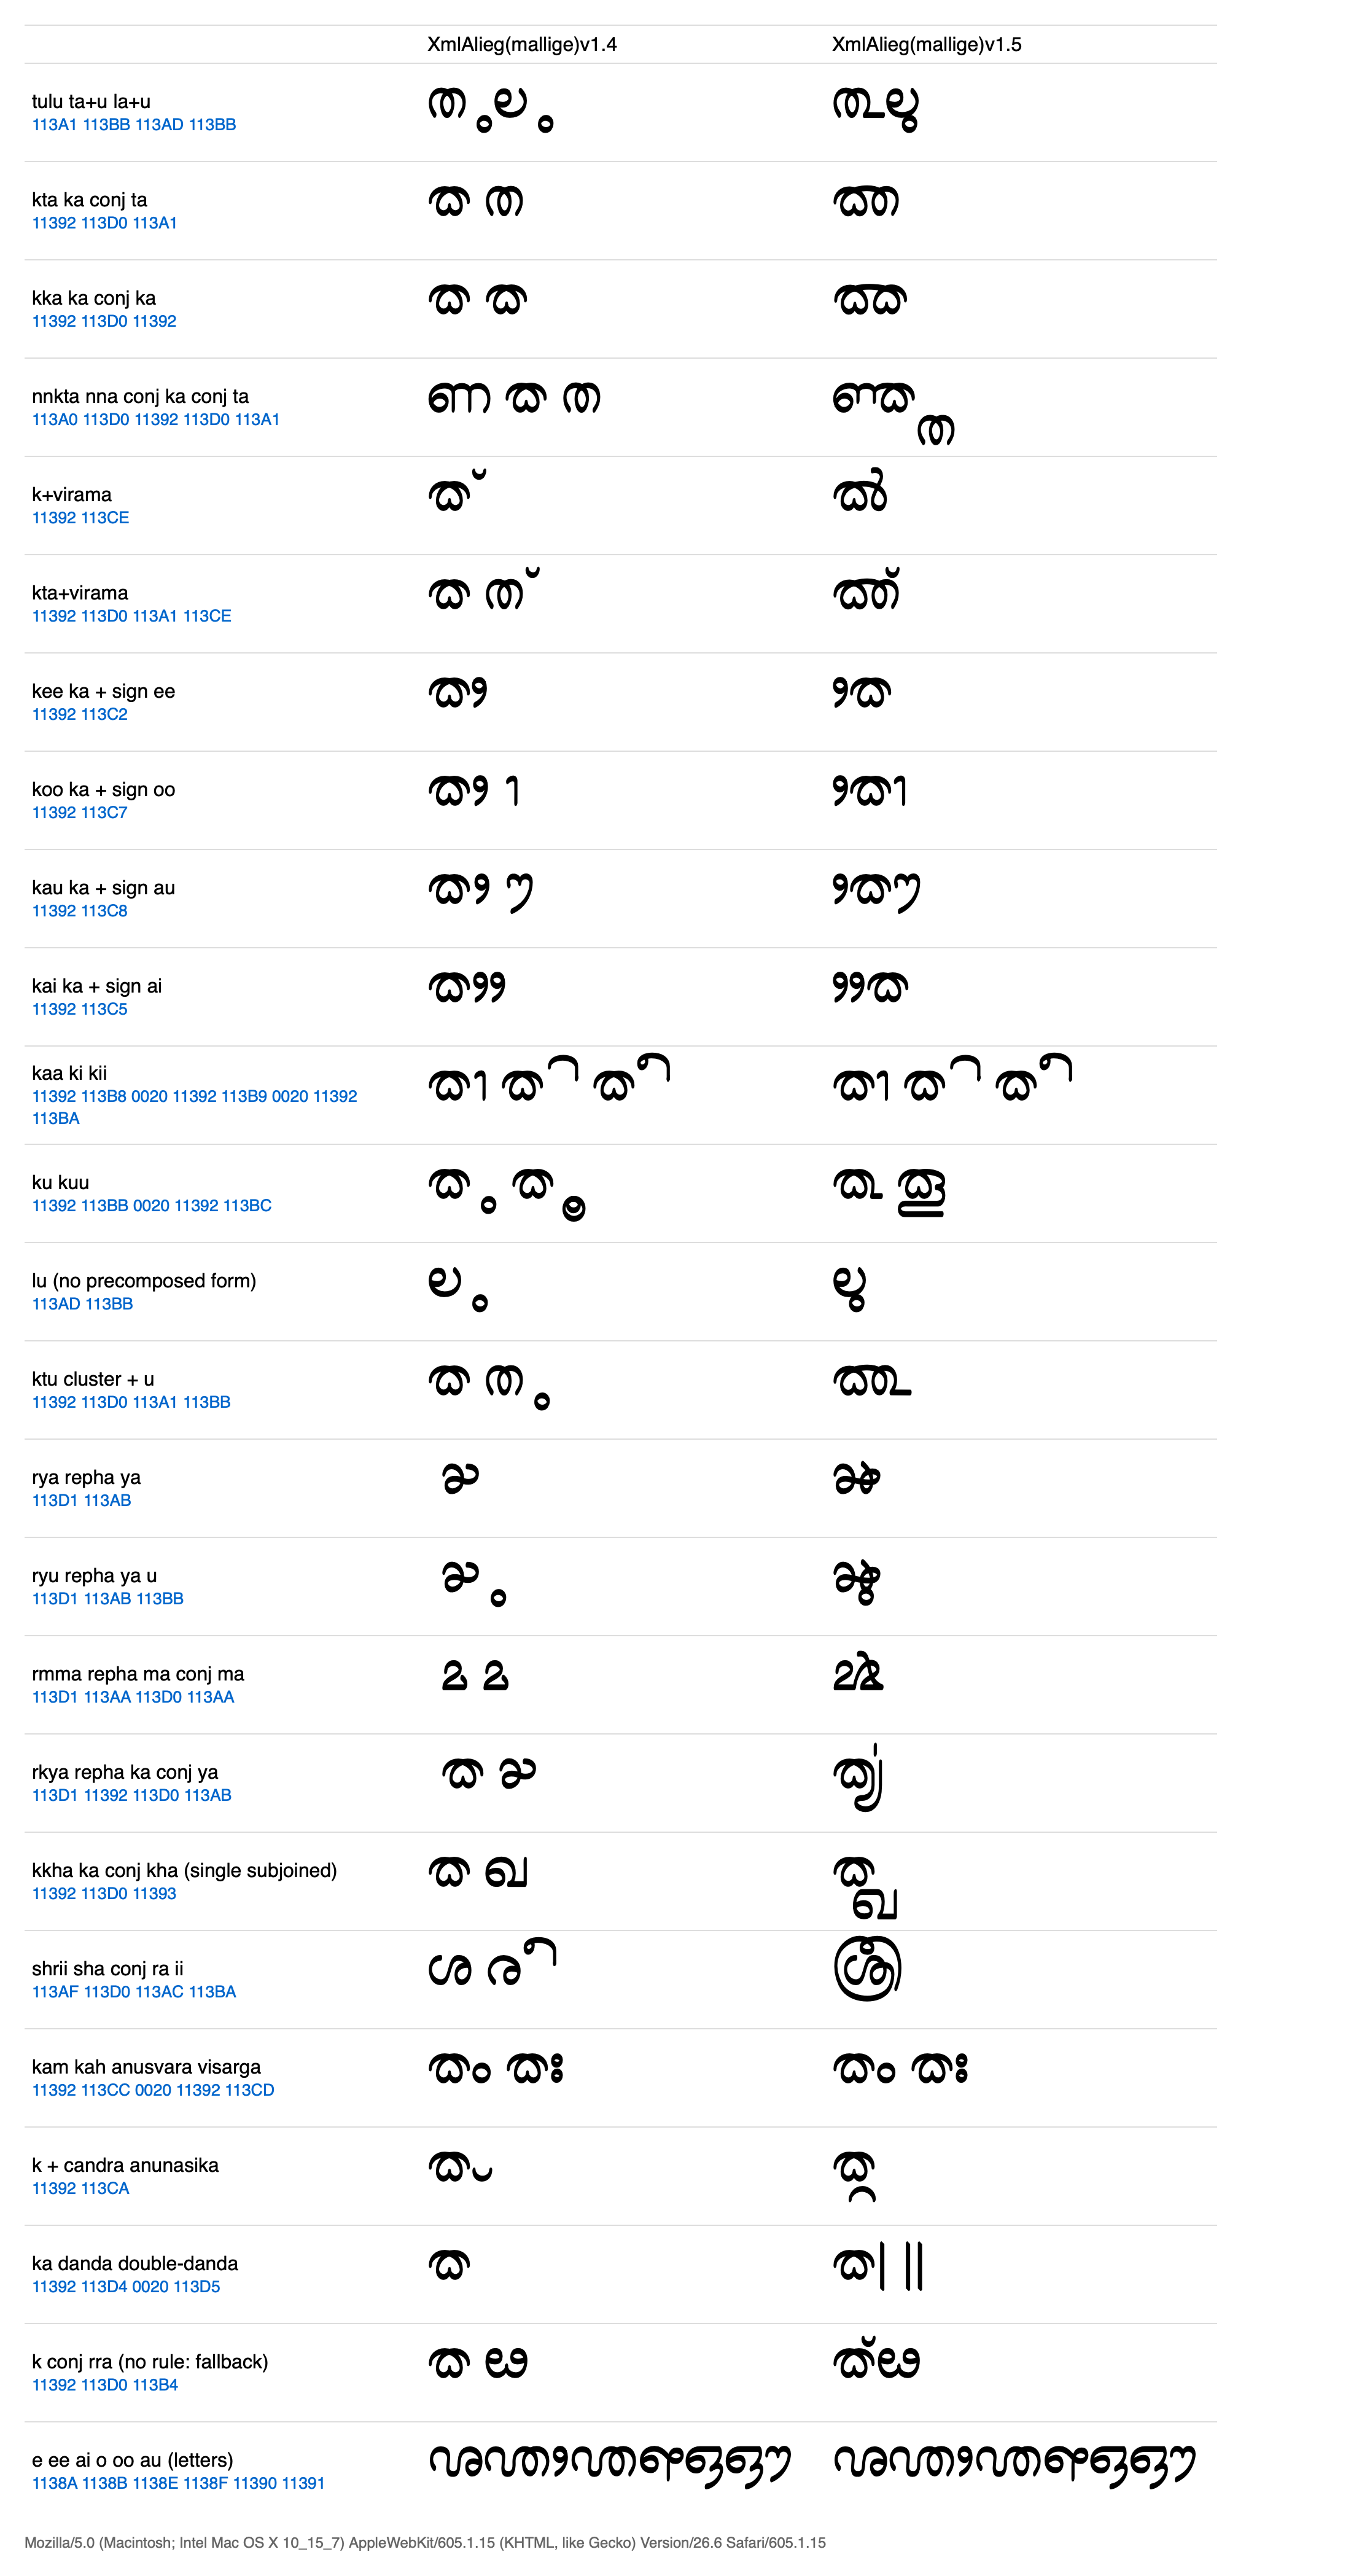 XmlAlieg(mallige)v1.4 XmlAlieg(mallige)v1.5
tulu ta+u la+u 𑎡𑎻𑎭𑎻 𑎡𑎻𑎭𑎻
113A1 113BB 113AD 113BB
kta ka conj ta 𑎒𑏐𑎡 𑎒𑏐𑎡
11392 113D0 113A1
kka ka conj ka 𑎒𑏐𑎒 𑎒𑏐𑎒
11392 113D0 11392
nnkta nna conj ka conj ta 𑎠𑏐𑎒𑏐𑎡 𑎠𑏐𑎒𑏐𑎡
113A0 113D0 11392 113D0 113A1
k+virama 𑎒𑏎 𑎒𑏎
11392 113CE
kta+virama 𑎒𑏐𑎡𑏎 𑎒𑏐𑎡𑏎
11392 113D0 113A1 113CE
kee ka + sign ee 𑎒𑏂 𑎒𑏂
11392 113C2
koo ka + sign oo 𑎒𑏇 𑎒𑏇
11392 113C7
kau ka + sign au 𑎒𑏈 𑎒𑏈
11392 113C8
kai ka + sign ai 𑎒𑏅 𑎒𑏅
11392 113C5
kaa ki kii 𑎒𑎸 𑎒𑎹 𑎒𑎺 𑎒𑎸 𑎒𑎹 𑎒𑎺
11392 113B8 0020 11392 113B9 0020 11392
113BA
ku kuu 𑎒𑎻 𑎒𑎼 𑎒𑎻 𑎒𑎼
11392 113BB 0020 11392 113BC
lu (no precomposed form) 𑎭𑎻 𑎭𑎻
113AD 113BB
ktu cluster + u 𑎒𑏐𑎡𑎻 𑎒𑏐𑎡𑎻
11392 113D0 113A1 113BB
rya repha ya 𑏑𑎫 𑏑𑎫
113D1 113AB
ryu repha ya u 𑏑𑎫𑎻 𑏑𑎫𑎻
113D1 113AB 113BB
rmma repha ma conj ma 𑏑𑎪𑏐𑎪 𑏑𑎪𑏐𑎪
113D1 113AA 113D0 113AA
rkya repha ka conj ya 𑏑𑎒𑏐𑎫 𑏑𑎒𑏐𑎫
113D1 11392 113D0 113AB
kkha ka conj kha (single subjoined) 𑎒𑏐𑎓 𑎒𑏐𑎓
11392 113D0 11393
shrii sha conj ra ii 𑎯𑏐𑎬𑎺 𑎯𑏐𑎬𑎺
113AF 113D0 113AC 113BA
kam kah anusvara visarga 𑎒𑏌 𑎒𑏍 𑎒𑏌 𑎒𑏍
11392 113CC 0020 11392 113CD
k + candra anunasika 𑎒𑏊 𑎒𑏊
11392 113CA
ka danda double-danda 𑎒 𑎒𑏔 𑏕
11392 113D4 0020 113D5
k conj rra (no rule: fallback) 𑎒𑏐𑎴 𑎒𑏐𑎴
11392 113D0 113B4
e ee ai o oo au (letters) 𑎊𑎋𑎎𑎏𑎐𑎑 𑎊𑎋𑎎𑎏𑎐𑎑
1138A 1138B 1138E 1138F 11390 11391
Mozilla/5.0 (Macintosh; Intel Mac OS X 10_15_7) AppleWebKit/605.1.15 (KHTML, like Gecko) Version/26.6 Safari/605.1.15